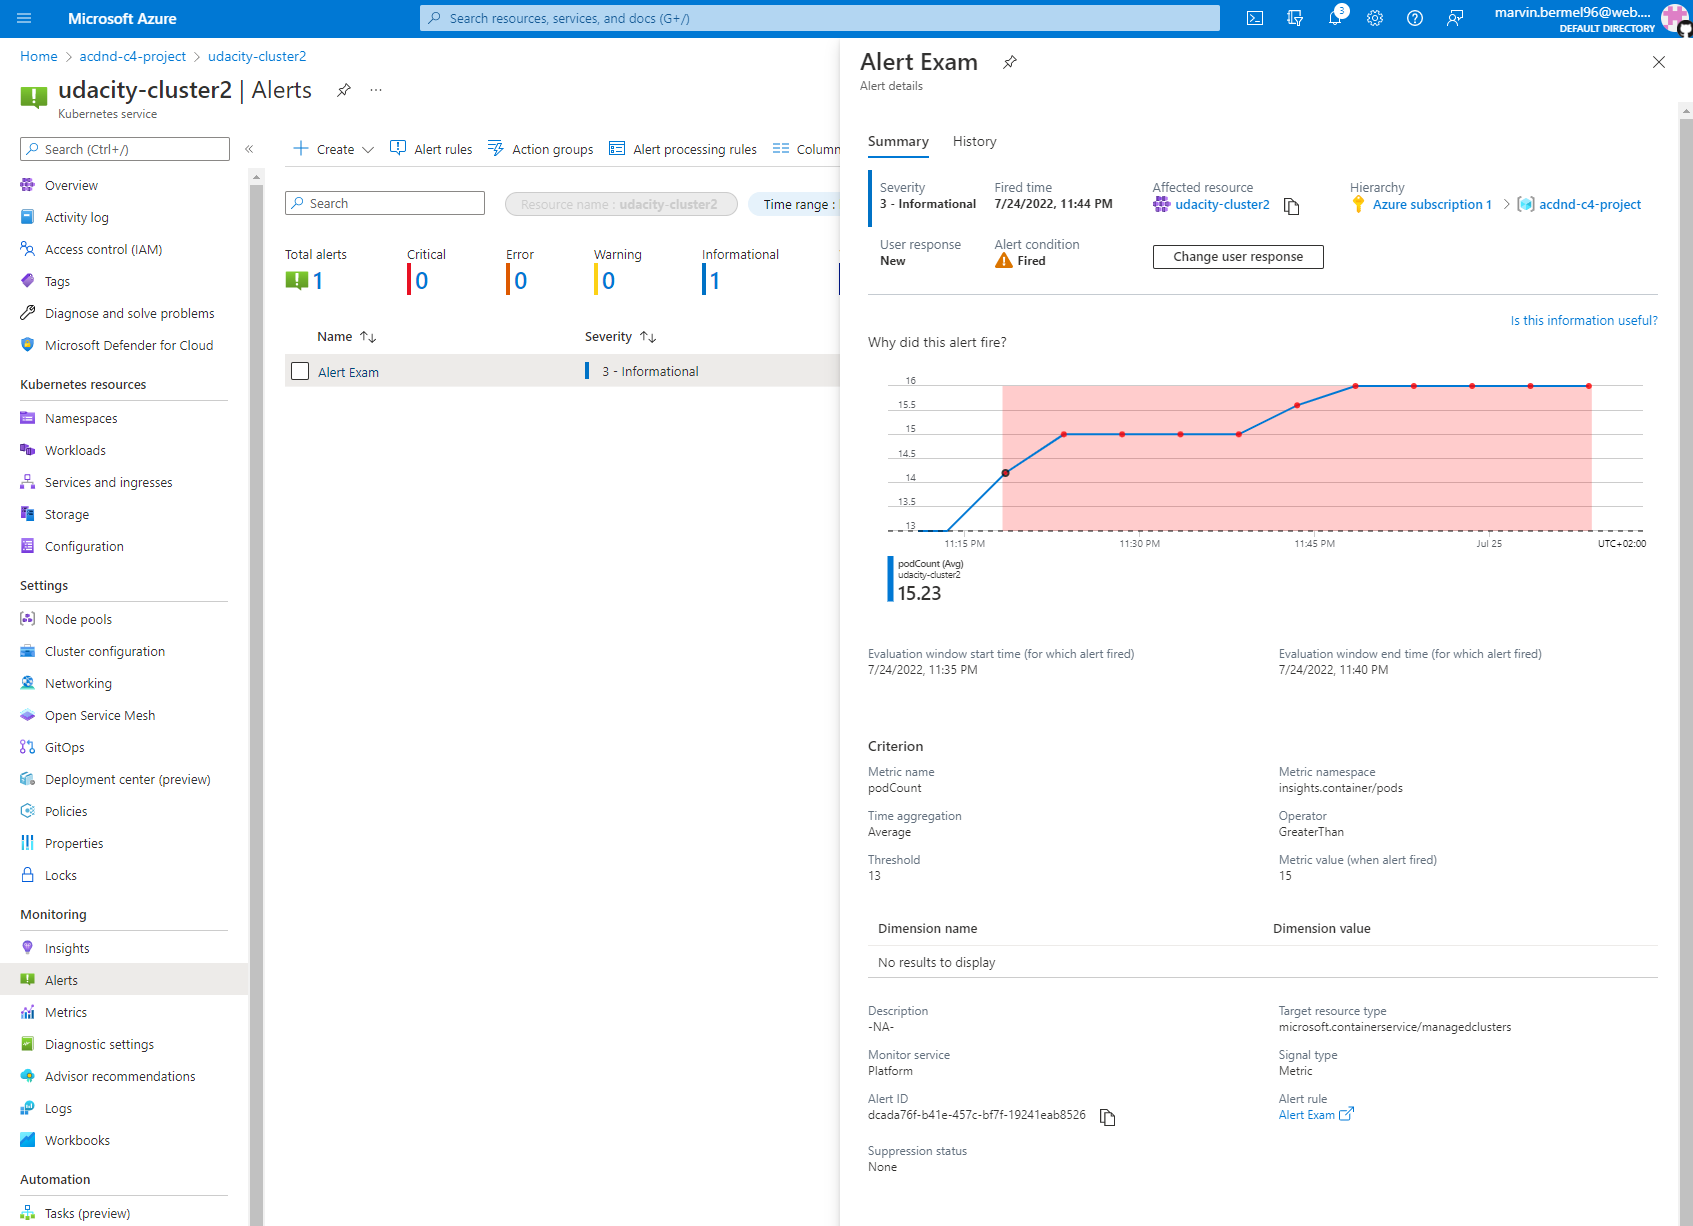 Microsoft Azure
Search resources, services, and docs (G+/)
3
marvin.bermel96@web....
DEFAULT DIRECTORY
Home > acdnd-c4-project > udacity-cluster2
udacity-cluster2 | Alerts
...
Kubernetes service
Search (Ctrl+/)
«
Overview
Activity log
Access control (IAM)
Tags
Diagnose and solve problems
Microsoft Defender for Cloud
Kubernetes resources
Namespaces
Workloads
Services and ingresses
Storage
Configuration
Settings
Node pools
Cluster configuration
Networking
Open Service Mesh
GitOps
Deployment center (preview)
Policies
Properties
Locks
Monitoring
Insights
Alerts
Metrics
Diagnostic settings
Advisor recommendations
Logs
Workbooks
Automation
Tasks (preview)
Create Alert rules Action groups Alert processing rules Column
Search
Resource name : udacity-cluster2
Time range :
Total alerts Critical Error Warning Informational
1 0 0 0 1
Name Severity
Alert Exam 3 - Informational
Alert Exam
Alert details
Summary History
Severity Fired time Affected resource Hierarchy
3 - Informational 7/24/2022, 11:44 PM udacity-cluster2 Azure subscription 1 > acdnd-c4-project
User response Alert condition
New Fired
Change user response
Is this information useful?
Why did this alert fire?
16
15.5
15
14.5
14
13.5
13
11:15 PM 11:30 PM 11:45 PM Jul 25 UTC+02:00
podCount (Avg)
udacity-cluster2
15.23
Evaluation window start time (for which alert fired) Evaluation window end time (for which alert fired)
7/24/2022, 11:35 PM 7/24/2022, 11:40 PM
Criterion
Metric name Metric namespace
podCount insights.container/pods
Time aggregation Operator
Average GreaterThan
Threshold Metric value (when alert fired)
13 15
Dimension name Dimension value
No results to display
Description Target resource type
-NA- microsoft.containerservice/managedclusters
Monitor service Signal type
Platform Metric
Alert ID Alert rule
dcada76f-b41e-457c-bf7f-19241eab8526 Alert Exam
Suppression status
None